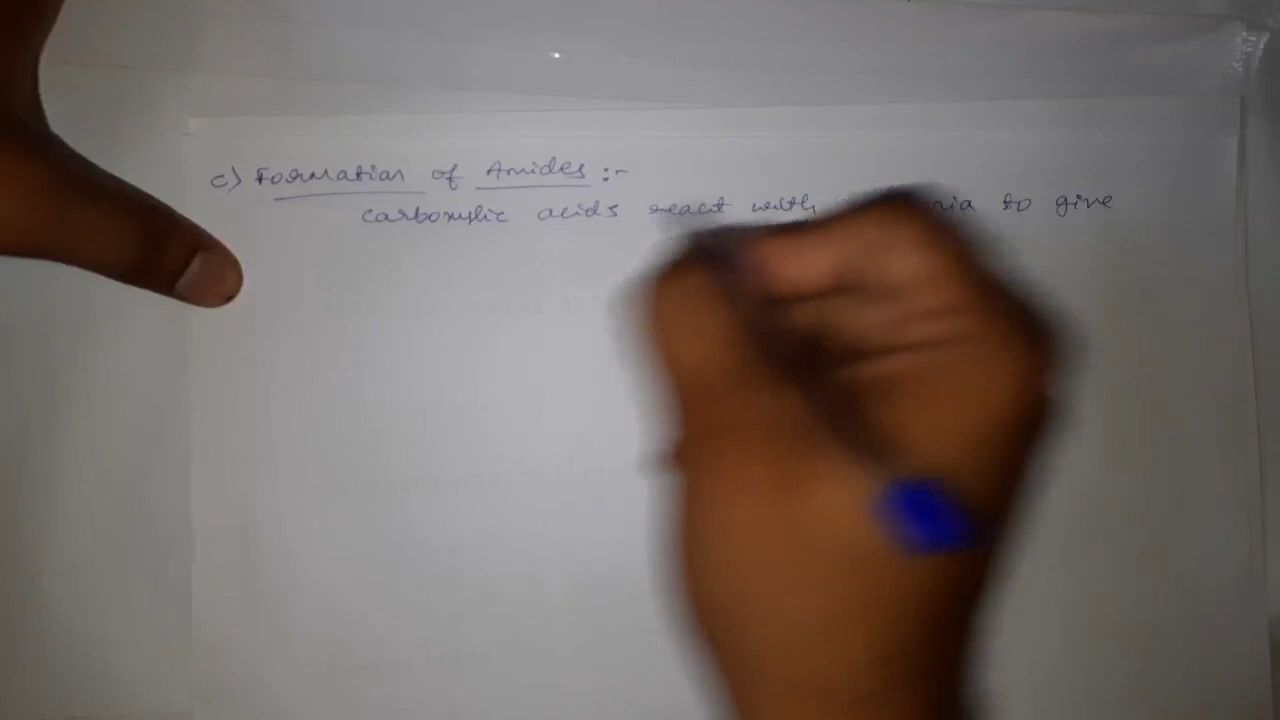 c) Formation of Amides :-
carboxylic acids react with to give